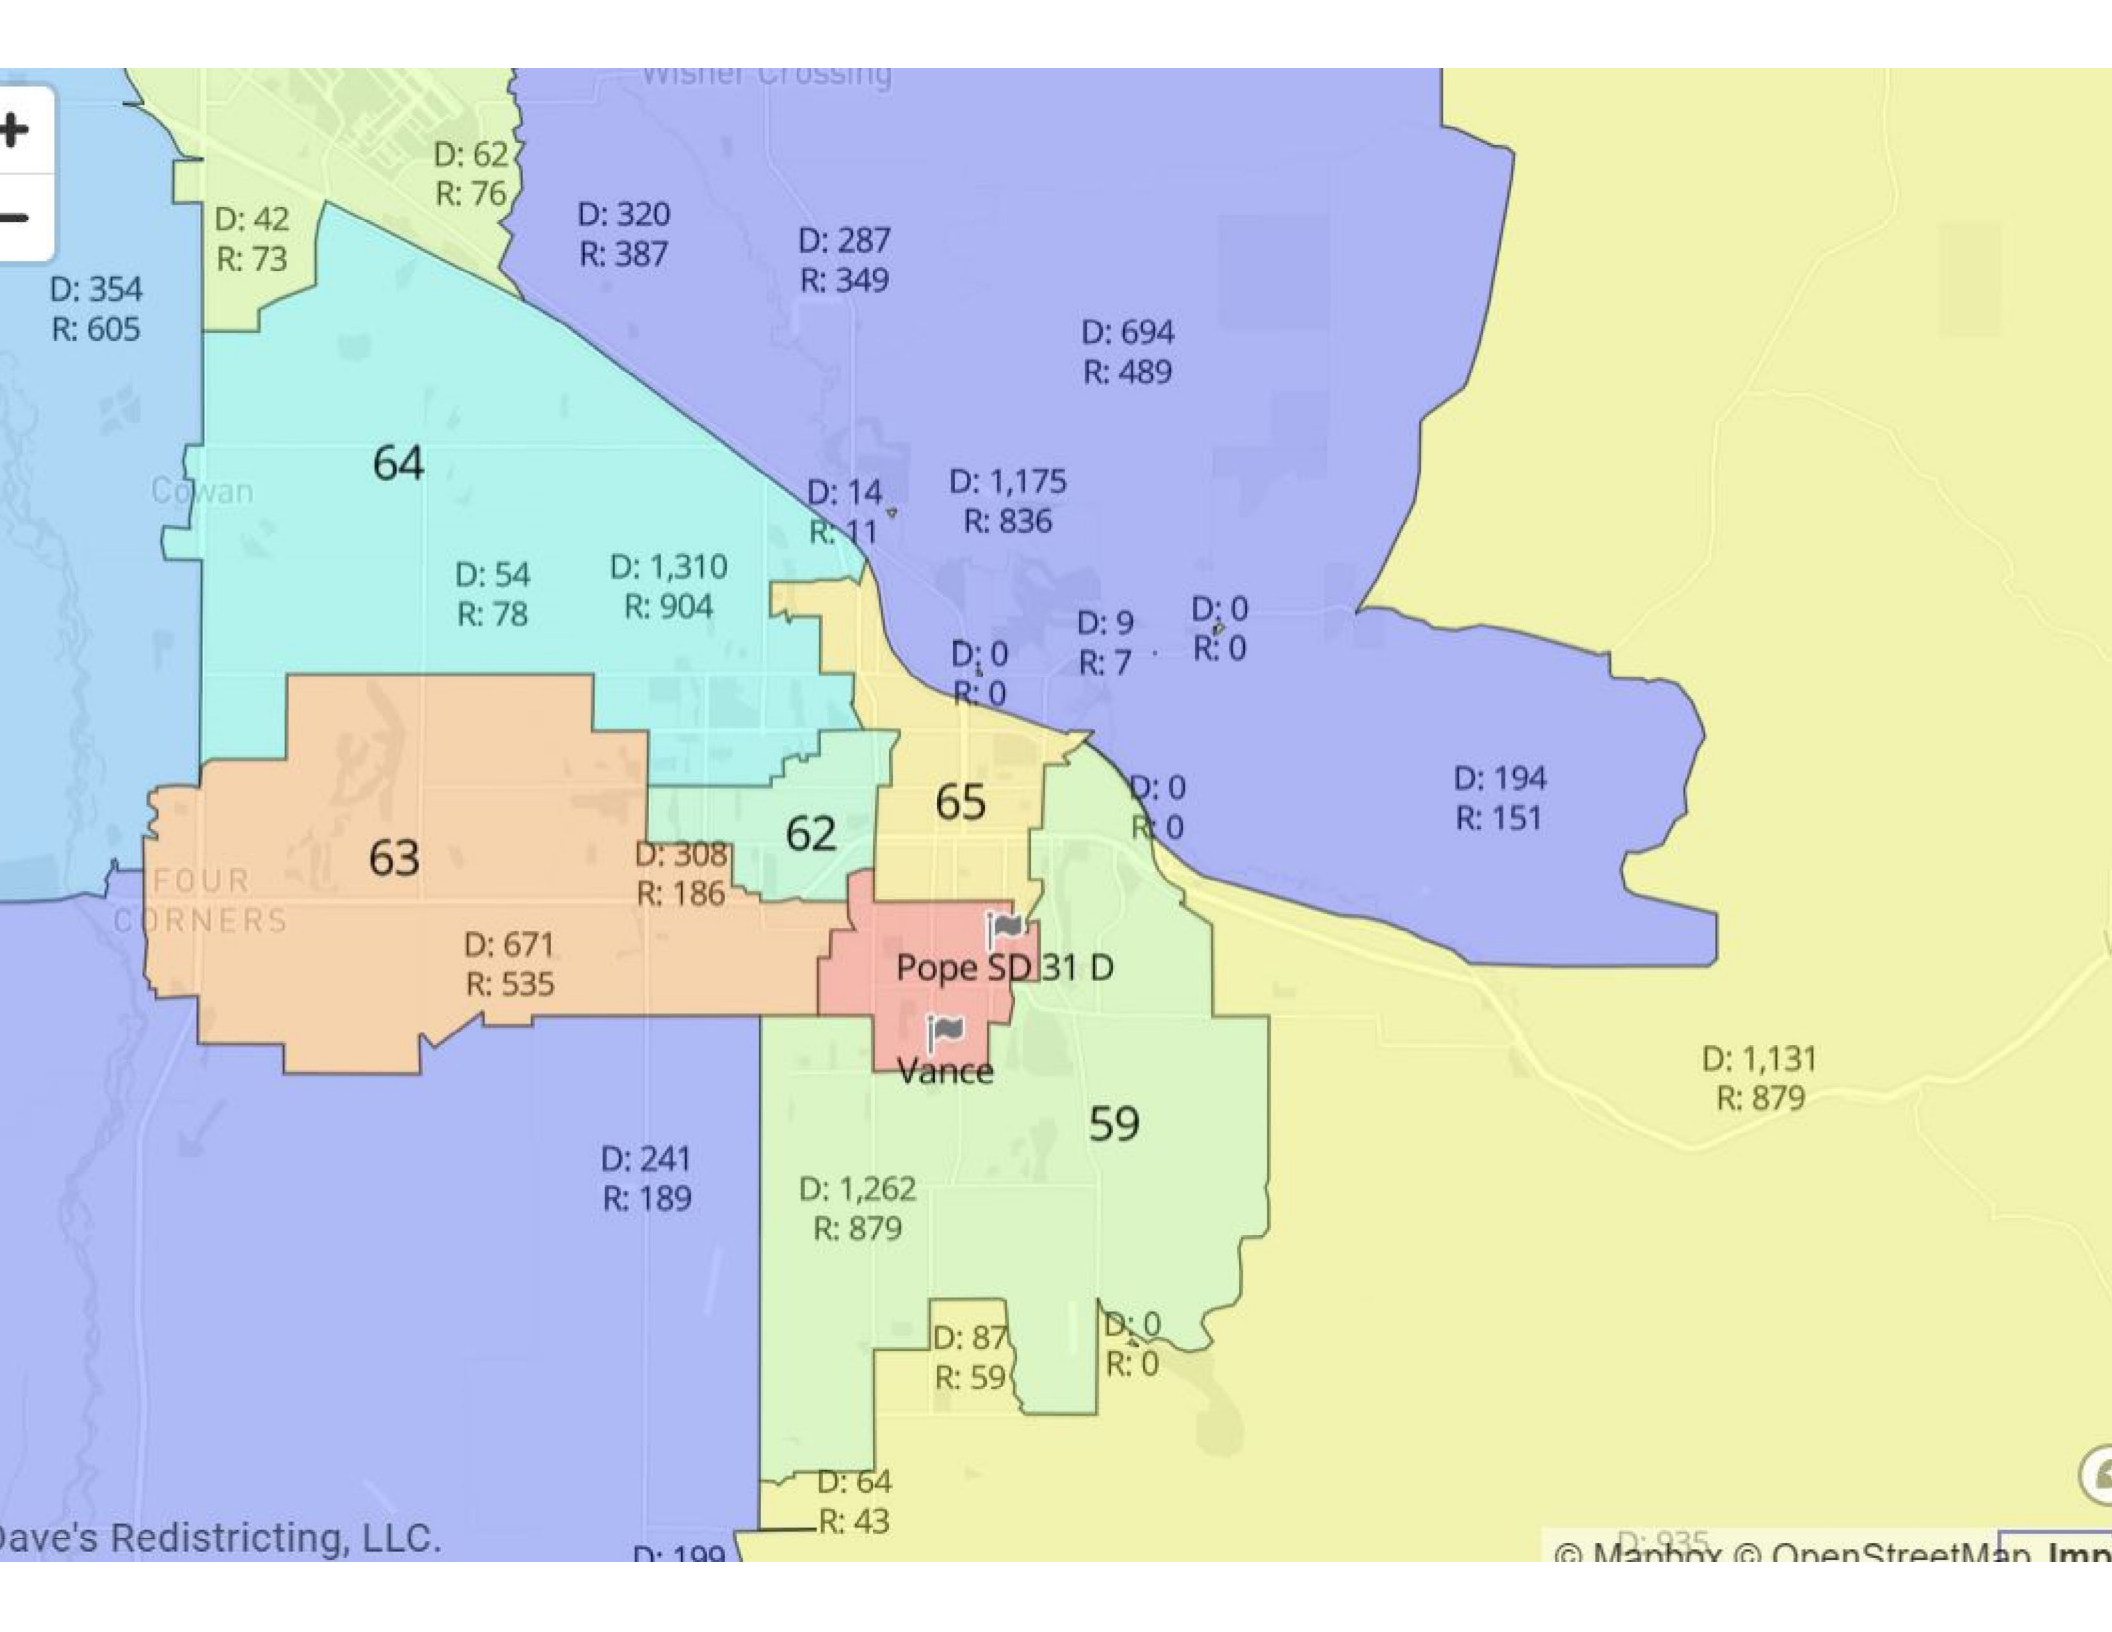 Wisner Crossing
+
−
D: 62
R: 76
D: 42
R: 73
D: 320
R: 387
D: 287
R: 349
D: 354
R: 605
D: 694
R: 489
64
Cowan
D: 14
R: 11
D: 1,175
R: 836
D: 54
R: 78
D: 1,310
R: 904
D: 9
R: 7
D: 0
R: 0
D: 0
R: 0
D: 0
R: 0
D: 194
R: 151
65
62
63
D: 308
R: 186
FOUR
CORNERS
D: 671
R: 535
Pope SD 31 D
Vance
D: 1,131
R: 879
59
D: 241
R: 189
D: 1,262
R: 879
D: 87
R: 59
D: 0
R: 0
D: 64
R: 43
Dave's Redistricting, LLC.
D: 199
D: 935
© Mapbox © OpenStreetMap Imp